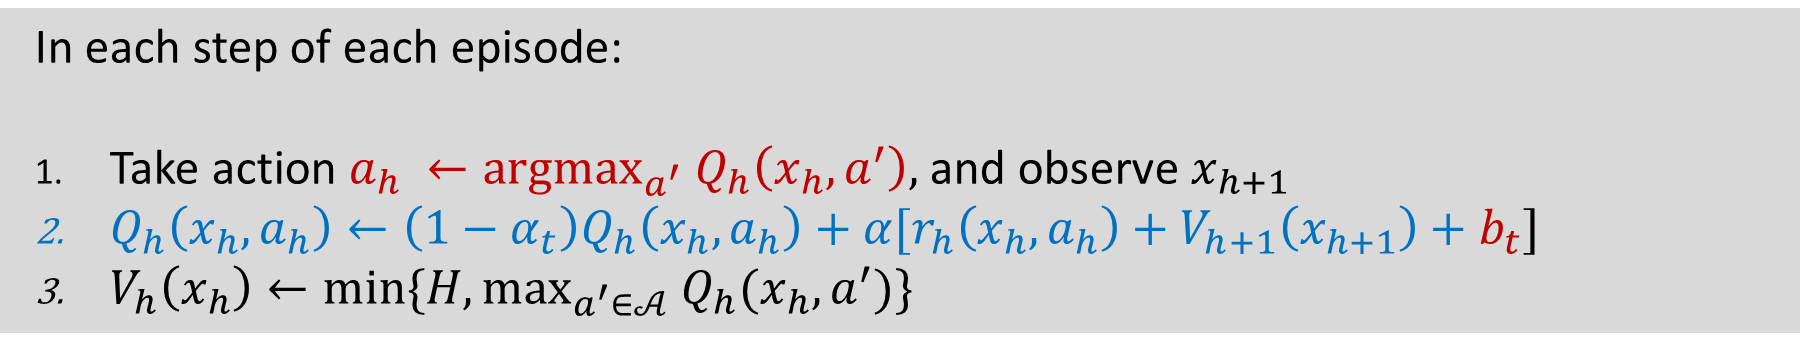 In each step of each episode:
1. Take action a_h ← argmax_{a′} Q_h(x_h, a′), and observe x_{h+1}
2. Q_h(x_h, a_h) ← (1 − α_t)Q_h(x_h, a_h) + α[r_h(x_h, a_h) + V_{h+1}(x_{h+1}) + b_t]
3. V_h(x_h) ← min{H, max_{a′∈𝒜} Q_h(x_h, a′)}